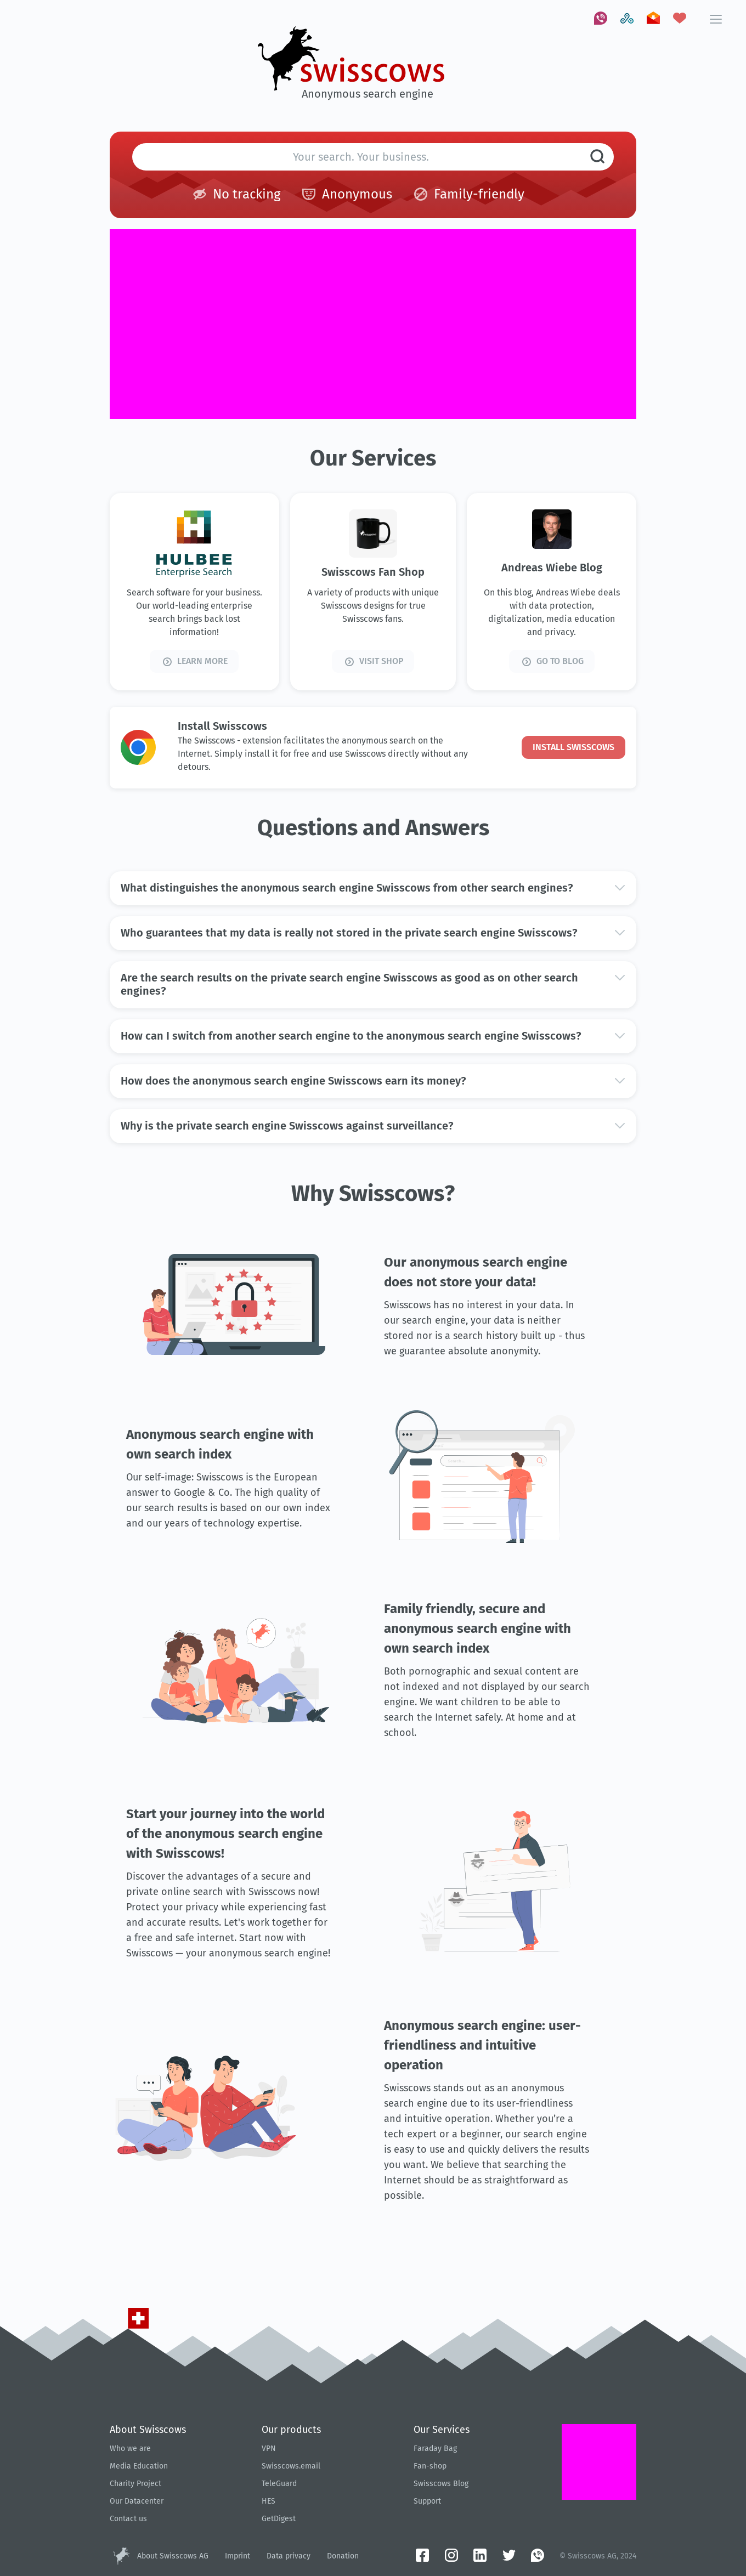 swisscows
Anonymous search engine
Your search. Your business.
No tracking
Anonymous
Family-friendly
Our Services
HULBEE
Enterprise Search
Search software for your business.
Our world-leading enterprise
search brings back lost
information!
LEARN MORE
Swisscows Fan Shop
A variety of products with unique
Swisscows designs for true
Swisscows fans.
VISIT SHOP
Andreas Wiebe Blog
On this blog, Andreas Wiebe deals
with data protection,
digitalization, media education
and privacy.
GO TO BLOG
Install Swisscows
The Swisscows - extension facilitates the anonymous search on the
Internet. Simply install it for free and use Swisscows directly without any
detours.
INSTALL SWISSCOWS
Questions and Answers
What distinguishes the anonymous search engine Swisscows from other search engines?
Who guarantees that my data is really not stored in the private search engine Swisscows?
Are the search results on the private search engine Swisscows as good as on other search
engines?
How can I switch from another search engine to the anonymous search engine Swisscows?
How does the anonymous search engine Swisscows earn its money?
Why is the private search engine Swisscows against surveillance?
Why Swisscows?
Our anonymous search engine
does not store your data!
Swisscows has no interest in your data. In
our search engine, your data is neither
stored nor is a search history built up - thus
we guarantee absolute anonymity.
Anonymous search engine with
own search index
Our self-image: Swisscows is the European
answer to Google & Co. The high quality of
our search results is based on our own index
and our years of technology expertise.
Family friendly, secure and
anonymous search engine with
own search index
Both pornographic and sexual content are
not indexed and not displayed by our search
engine. We want children to be able to
search the Internet safely. At home and at
school.
Start your journey into the world
of the anonymous search engine
with Swisscows!
Discover the advantages of a secure and
private online search with Swisscows now!
Protect your privacy while experiencing fast
and accurate results. Let's work together for
a free and safe internet. Start now with
Swisscows — your anonymous search engine!
Anonymous search engine: user-
friendliness and intuitive
operation
Swisscows stands out as an anonymous
search engine due to its user-friendliness
and intuitive operation. Whether you're a
tech expert or a beginner, our search engine
is easy to use and quickly delivers the results
you want. We believe that searching the
Internet should be as straightforward as
possible.
About Swisscows
Who we are
Media Education
Charity Project
Our Datacenter
Contact us
Our products
VPN
Swisscows.email
TeleGuard
HES
GetDigest
Our Services
Faraday Bag
Fan-shop
Swisscows Blog
Support
About Swisscows AG
Imprint
Data privacy
Donation
© Swisscows AG, 2024